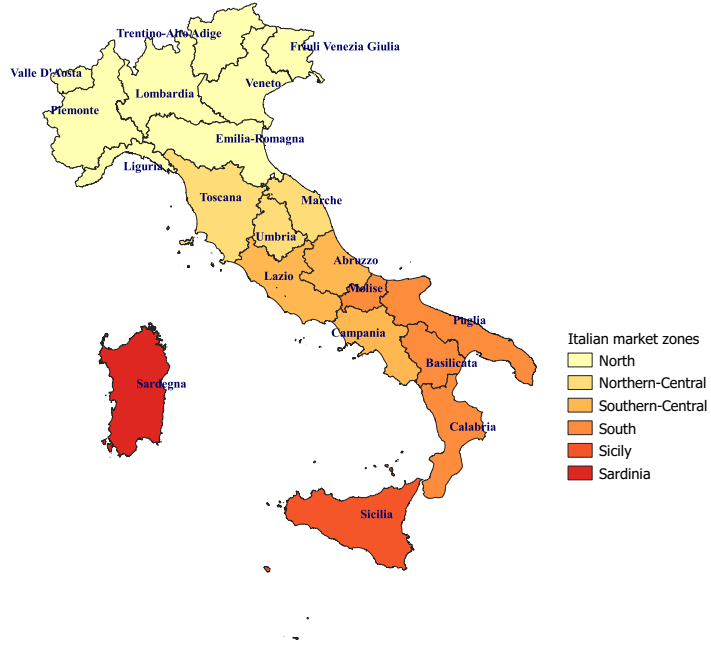 Trentino-Alto Adige
Friuli Venezia Giulia
Valle D'Aosta
Veneto
Lombardia
Piemonte
Emilia-Romagna
Liguria
Toscana
Marche
Umbria
Abruzzo
Lazio
Molise
Puglia
Campania
Basilicata
Sardegna
Calabria
Sicilia
Italian market zones
North
Northern-Central
Southern-Central
South
Sicily
Sardinia